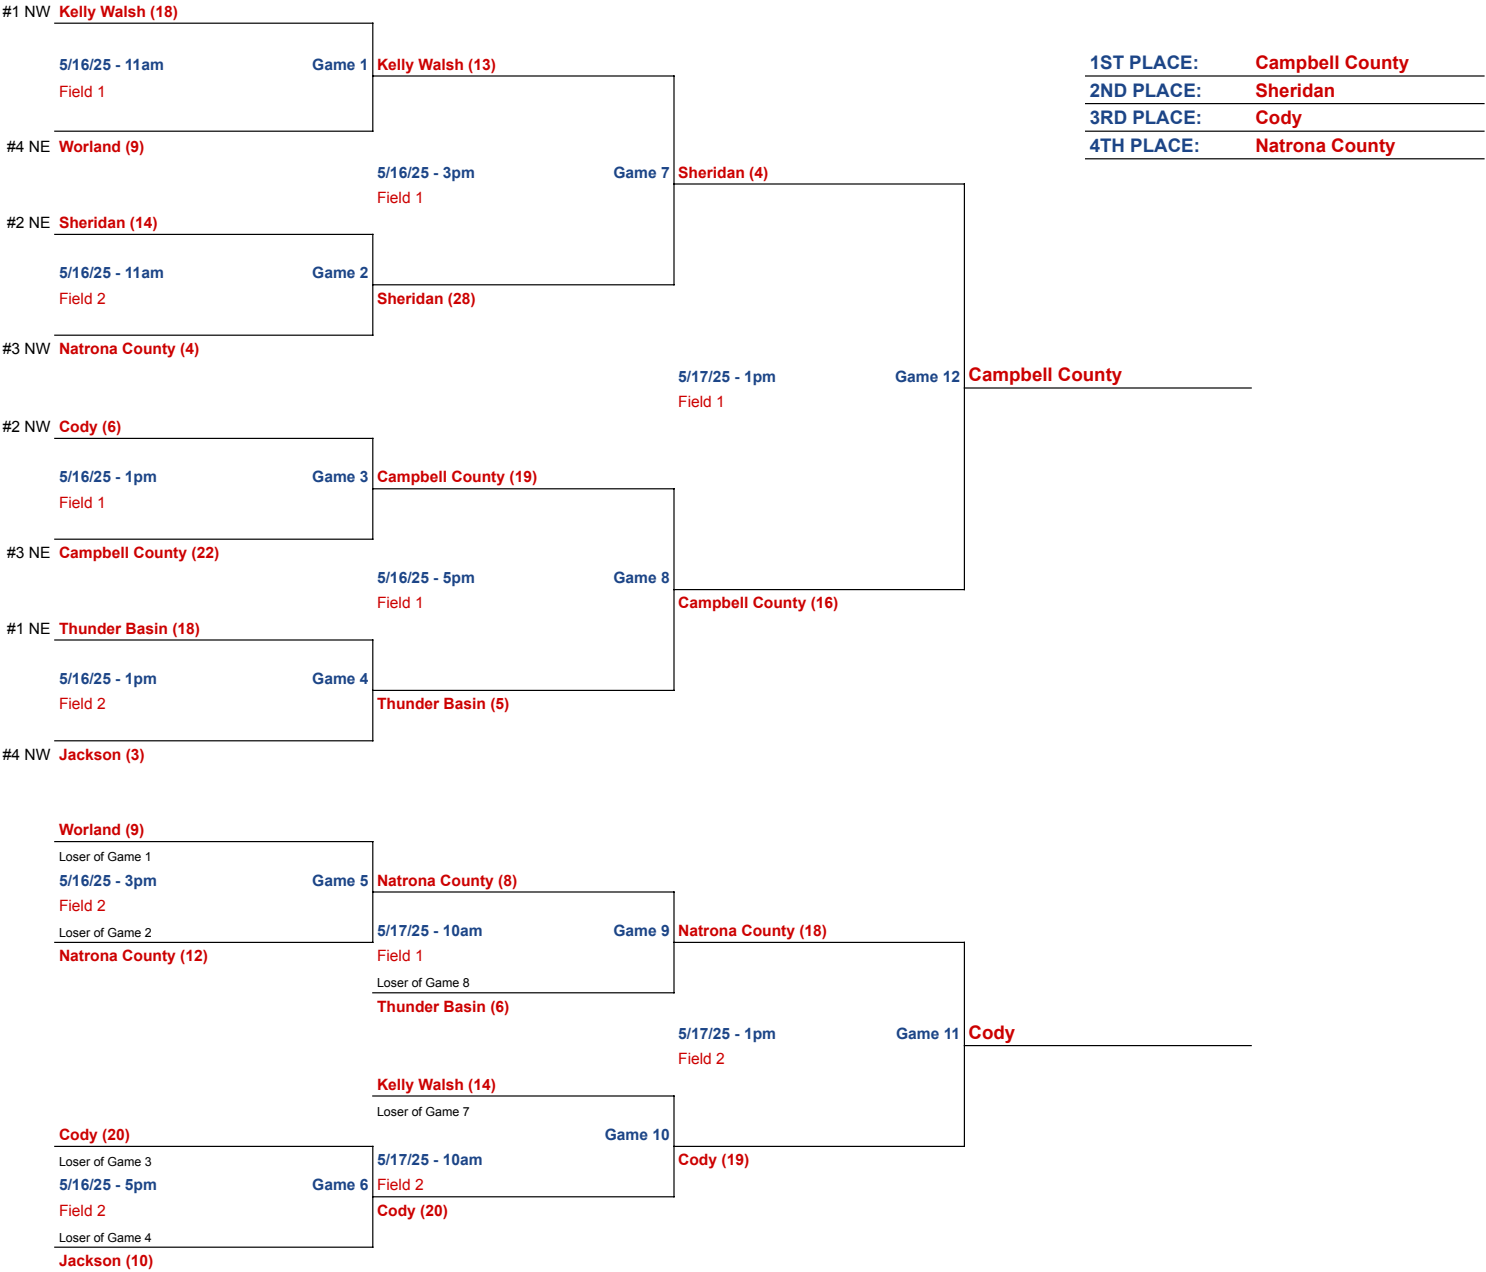 #1 NW Kelly Walsh (18)
5/16/25 - 11am Game 1 Kelly Walsh (13)
Field 1
#4 NE Worland (9)
1ST PLACE: Campbell County
2ND PLACE: Sheridan
3RD PLACE: Cody
4TH PLACE: Natrona County
5/16/25 - 3pm Game 7 Sheridan (4)
Field 1
#2 NE Sheridan (14)
5/16/25 - 11am Game 2
Field 2 Sheridan (28)
#3 NW Natrona County (4)
5/17/25 - 1pm Game 12 Campbell County
Field 1
#2 NW Cody (6)
5/16/25 - 1pm Game 3 Campbell County (19)
Field 1
#3 NE Campbell County (22)
5/16/25 - 5pm Game 8
Field 1 Campbell County (16)
#1 NE Thunder Basin (18)
5/16/25 - 1pm Game 4
Field 2 Thunder Basin (5)
#4 NW Jackson (3)
Worland (9)
Loser of Game 1
5/16/25 - 3pm Game 5 Natrona County (8)
Field 2
Loser of Game 2 5/17/25 - 10am Game 9 Natrona County (18)
Natrona County (12) Field 1
Loser of Game 8
Thunder Basin (6)
5/17/25 - 1pm Game 11 Cody
Field 2
Kelly Walsh (14)
Loser of Game 7
Cody (20) Game 10
Loser of Game 3 5/17/25 - 10am Cody (19)
5/16/25 - 5pm Game 6 Field 2
Field 2 Cody (20)
Loser of Game 4
Jackson (10)